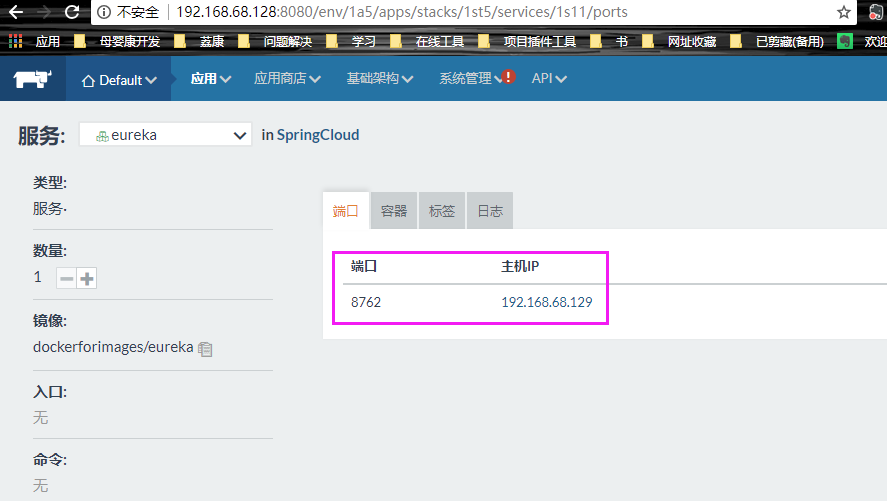 不安全 192.168.68.128:8080/env/1a5/apps/stacks/1st5/services/1s11/ports
应用 母婴康开发 荔康 问题解决 学习 在线工具 项目插件工具 书 网址收藏 已剪藏(备用) 欢迎
Default 应用 应用商店 基础架构 系统管理 ! API
服务: eureka in SpringCloud
类型:
服务·
数量:
1
镜像:
dockerforimages/eureka
入口:
无
命令:
无
端口 容器 标签 日志
端口 主机IP
8762 192.168.68.129